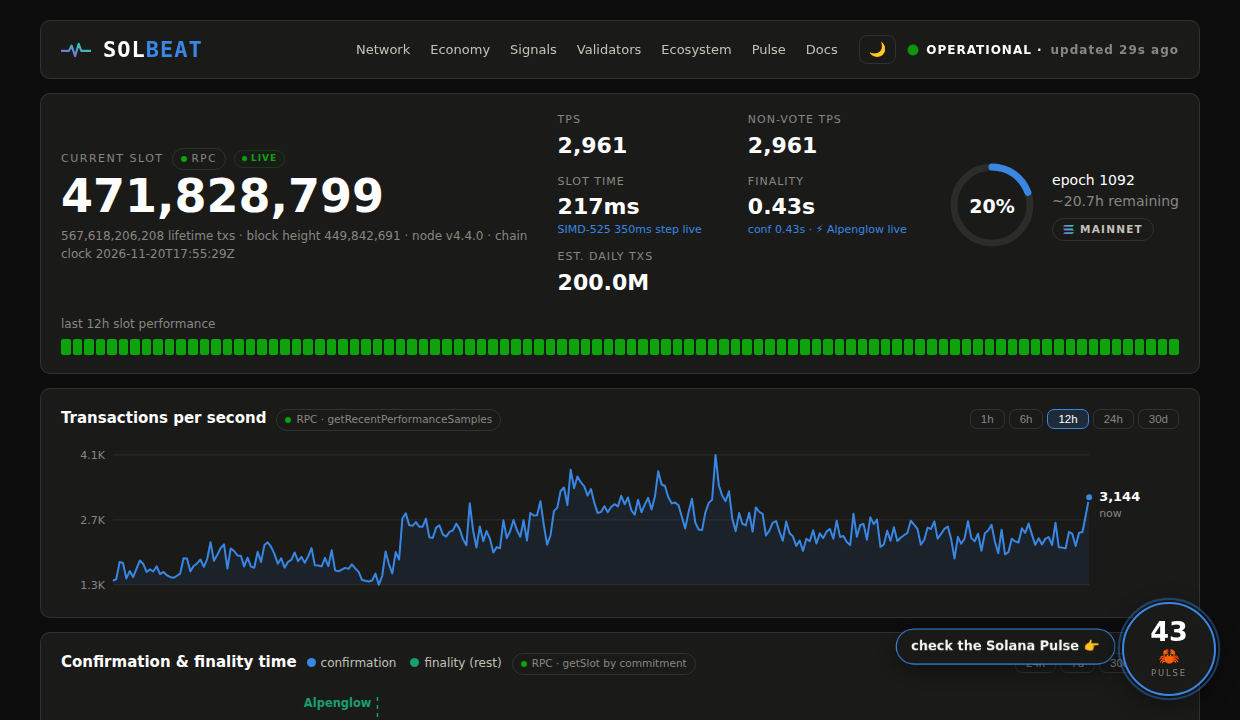 SOLBEAT
Network Economy Signals Validators Ecosystem Pulse Docs
OPERATIONAL · updated 29s ago
CURRENT SLOT RPC LIVE
471,828,799
567,618,206,208 lifetime txs · block height 449,842,691 · node v4.4.0 · chain
clock 2026-11-20T17:55:29Z
TPS
2,961
NON-VOTE TPS
2,961
SLOT TIME
217ms
SIMD-525 350ms step live
FINALITY
0.43s
conf 0.43s · ⚡ Alpenglow live
EST. DAILY TXS
200.0M
20%
epoch 1092
~20.7h remaining
MAINNET
last 12h slot performance
Transactions per second RPC · getRecentPerformanceSamples
1h 6h 12h 24h 30d
4.1K
2.7K
1.3K
3,144
now
Confirmation & finality time confirmation finality (rest) RPC · getSlot by commitment
Alpenglow
check the Solana Pulse 👉
43
PULSE